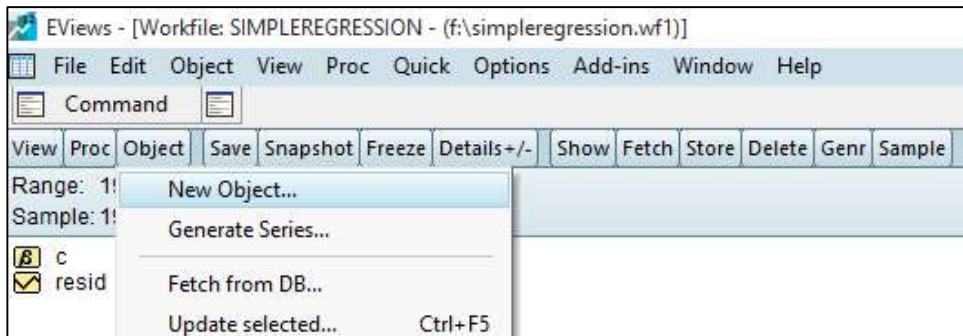 EViews - [Workfile: SIMPLEREGRESSION - (f:\simpleregression.wf1)]
File Edit Object View Proc Quick Options Add-ins Window Help
Command
View Proc Object Save Snapshot Freeze Details+/- Show Fetch Store Delete Genr Sample
Range:
Sample:
New Object...
Generate Series...
Fetch from DB...
Update selected... Ctrl+F5
β c
resid